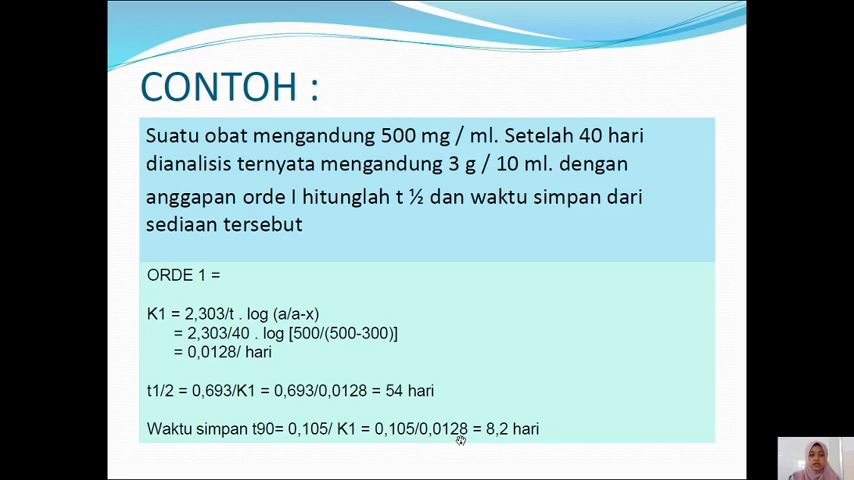 CONTOH :
Suatu obat mengandung 500 mg / ml. Setelah 40 hari
dianalisis ternyata mengandung 3 g / 10 ml. dengan
anggapan orde I hitunglah t ½ dan waktu simpan dari
sediaan tersebut
ORDE 1 =
K1 = 2,303/t . log (a/a-x)
= 2,303/40 . log [500/(500-300)]
= 0,0128/ hari
t1/2 = 0,693/K1 = 0,693/0,0128 = 54 hari
Waktu simpan t90= 0,105/ K1 = 0,105/0,0128 = 8,2 hari